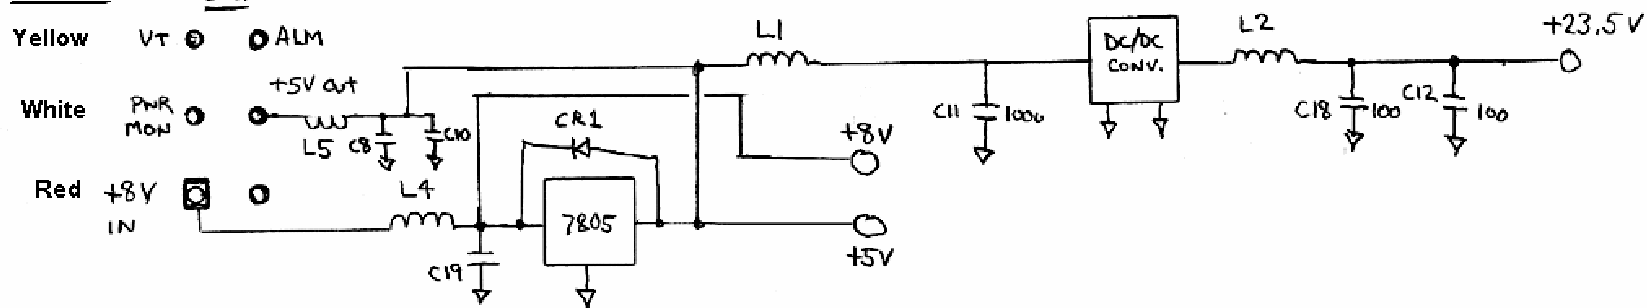 Yellow VT ALM
L1
DC/DC
CONV.
L2
+23.5V
+5V out
White PWR
MON
L5
C8
C10
CR1
+8V
C11
1000
C18
100
C12
100
Red +8V
IN
L4
7805
C19
+5V